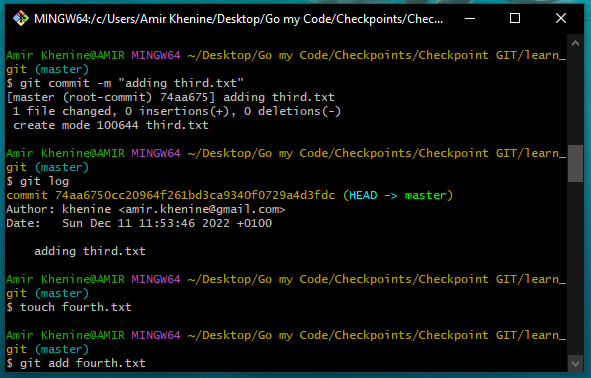 MINGW64:/c/Users/Amir Khenine/Desktop/Go my Code/Checkpoints/Chec...
Amir Khenine@AMIR MINGW64 ~/Desktop/Go my Code/Checkpoints/Checkpoint GIT/learn_
git (master)
$ git commit -m "adding third.txt"
[master (root-commit) 74aa675] adding third.txt
 1 file changed, 0 insertions(+), 0 deletions(-)
 create mode 100644 third.txt
Amir Khenine@AMIR MINGW64 ~/Desktop/Go my Code/Checkpoints/Checkpoint GIT/learn_
git (master)
$ git log
commit 74aa6750cc20964f261bd3ca9340f0729a4d3fdc (HEAD -> master)
Author: khenine <amir.khenine@gmail.com>
Date:   Sun Dec 11 11:53:46 2022 +0100
    adding third.txt
Amir Khenine@AMIR MINGW64 ~/Desktop/Go my Code/Checkpoints/Checkpoint GIT/learn_
git (master)
$ touch fourth.txt
Amir Khenine@AMIR MINGW64 ~/Desktop/Go my Code/Checkpoints/Checkpoint GIT/learn_
git (master)
$ git add fourth.txt